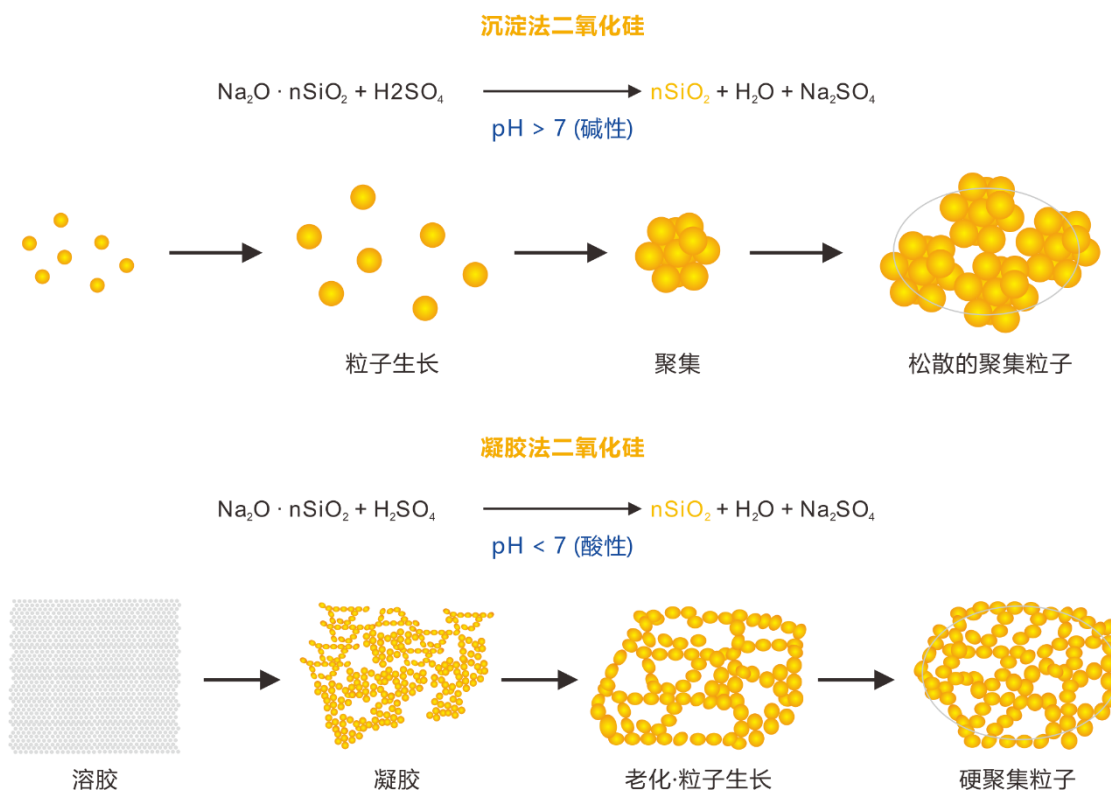 沉淀法二氧化硅
Na₂O · nSiO₂ + H2SO₄ → nSiO₂ + H₂O + Na₂SO₄
pH > 7 (碱性)
粒子生长 聚集 松散的聚集粒子
凝胶法二氧化硅
Na₂O · nSiO₂ + H₂SO₄ → nSiO₂ + H₂O + Na₂SO₄
pH < 7 (酸性)
溶胶 凝胶 老化·粒子生长 硬聚集粒子